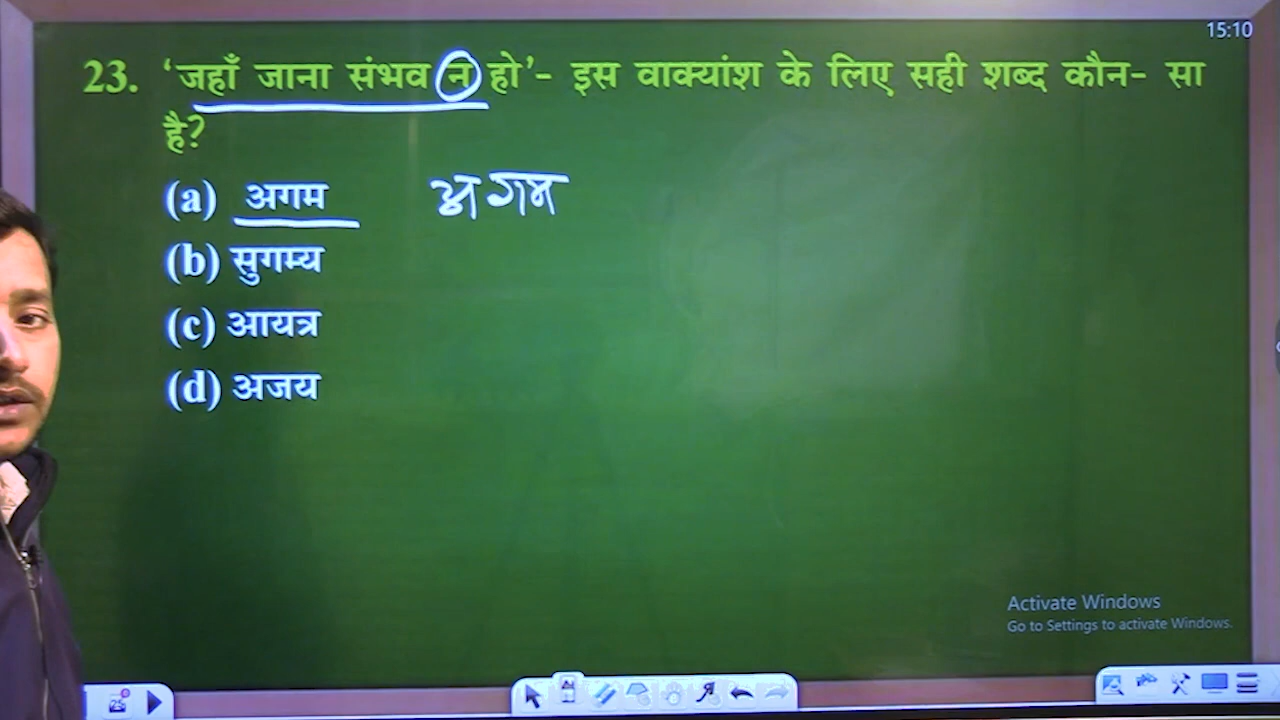 15:10
23. ‘जहाँ जाना संभव न हो’- इस वाक्यांश के लिए सही शब्द कौन- सा
है?
(a) अगम अगम
(b) सुगम्य
(c) आयत्र
(d) अजय
Activate Windows
Go to Settings to activate Windows.